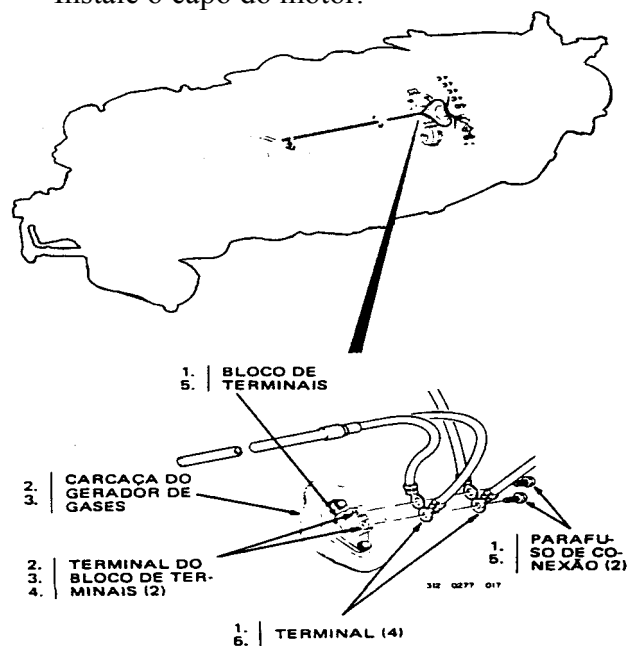 Instale o capo do motor.
1. | BLOCO DE
5. | TERMINAIS
2. | CARCAÇA DO
3. | GERADOR DE
GASES
2. | TERMINAL DO
3. | BLOCO DE TER-
4. | MINAIS (2)
1. | PARAFU-
5. | SO DE CO-
NEXÃO (2)
312 0277 017
1. | TERMINAL (4)
5.